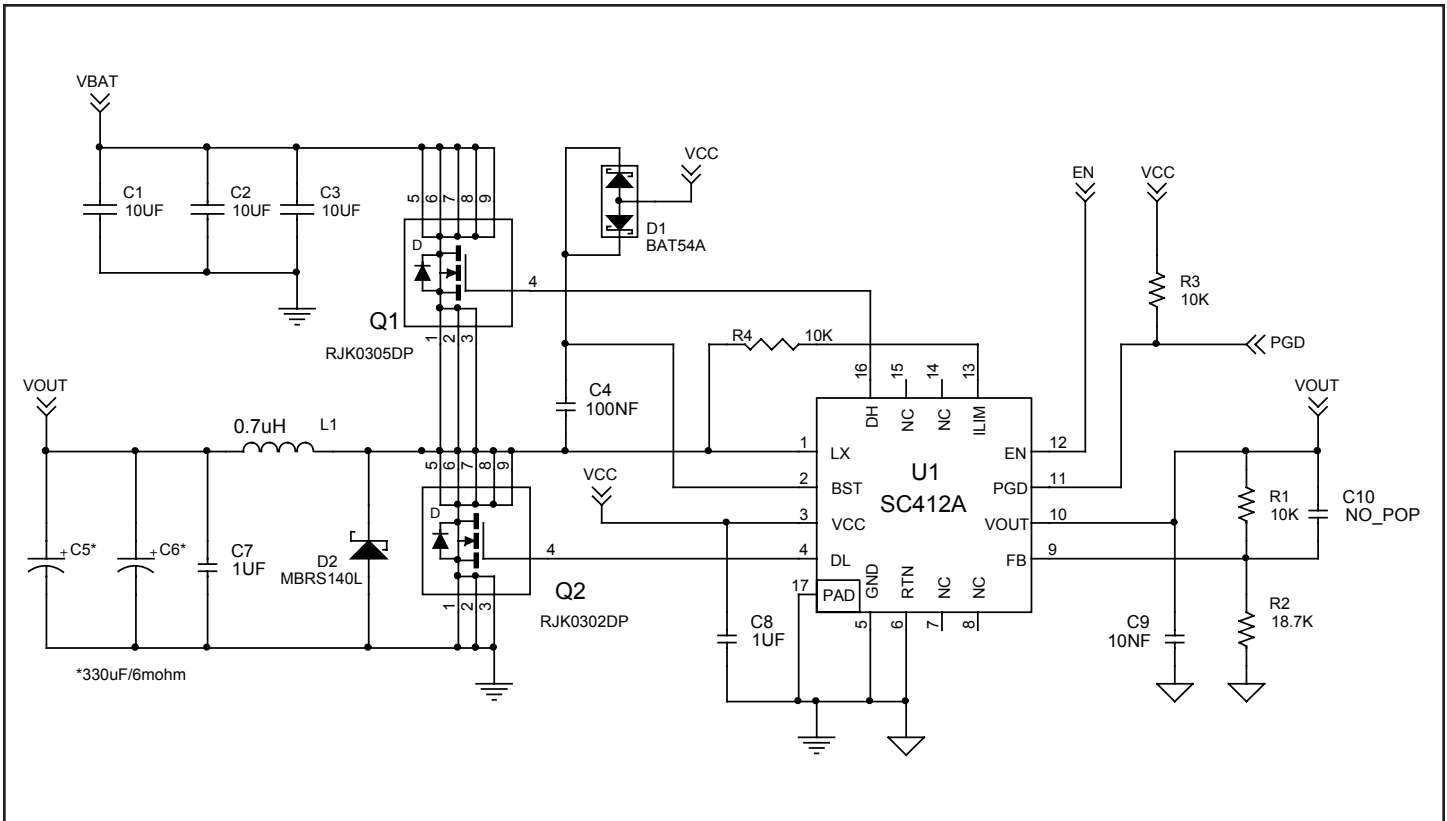 VBAT
C1
10UF
C2
10UF
C3
10UF
5
6
7
8
9
D
4
Q1
RJK0305DP
1
2
3
VCC
D1
BAT54A
EN
VCC
R3
10K
PGD
R4
10K
C4
100NF
VOUT
0.7uH
L1
5
6
7
8
9
D
4
Q2
RJK0302DP
1
2
3
+C5*
+C6*
C7
1UF
D2
MBRS140L
*330uF/6mohm
VCC
C8
1UF
16
15
14
13
DH
NC
NC
ILIM
1
LX
2
BST
3
VCC
4
DL
17
PAD
U1
SC412A
EN
12
PGD
11
VOUT
10
FB
9
GND
RTN
NC
NC
5
6
7
8
VOUT
R1
10K
C10
NO_POP
C9
10NF
R2
18.7K